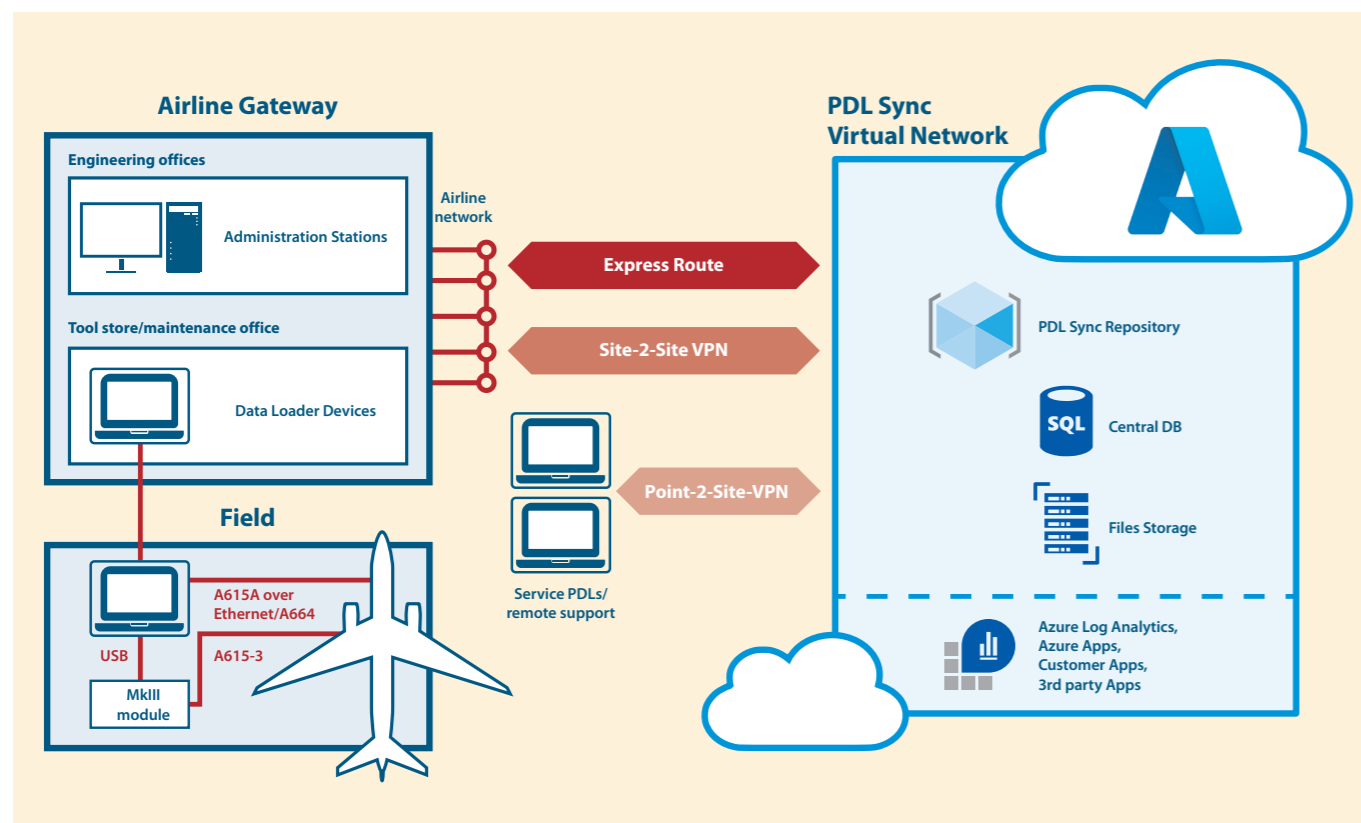 Airline Gateway
Engineering offices
Administration Stations
Tool store/maintenance office
Data Loader Devices
Airline
network
Express Route
Site-2-Site VPN
Point-2-Site-VPN
Service PDLs/
remote support
Field
A615A over
Ethernet/A664
USB
A615-3
MkIII
module
PDL Sync
Virtual Network
PDL Sync Repository
SQL
Central DB
Files Storage
Azure Log Analytics,
Azure Apps,
Customer Apps,
3rd party Apps